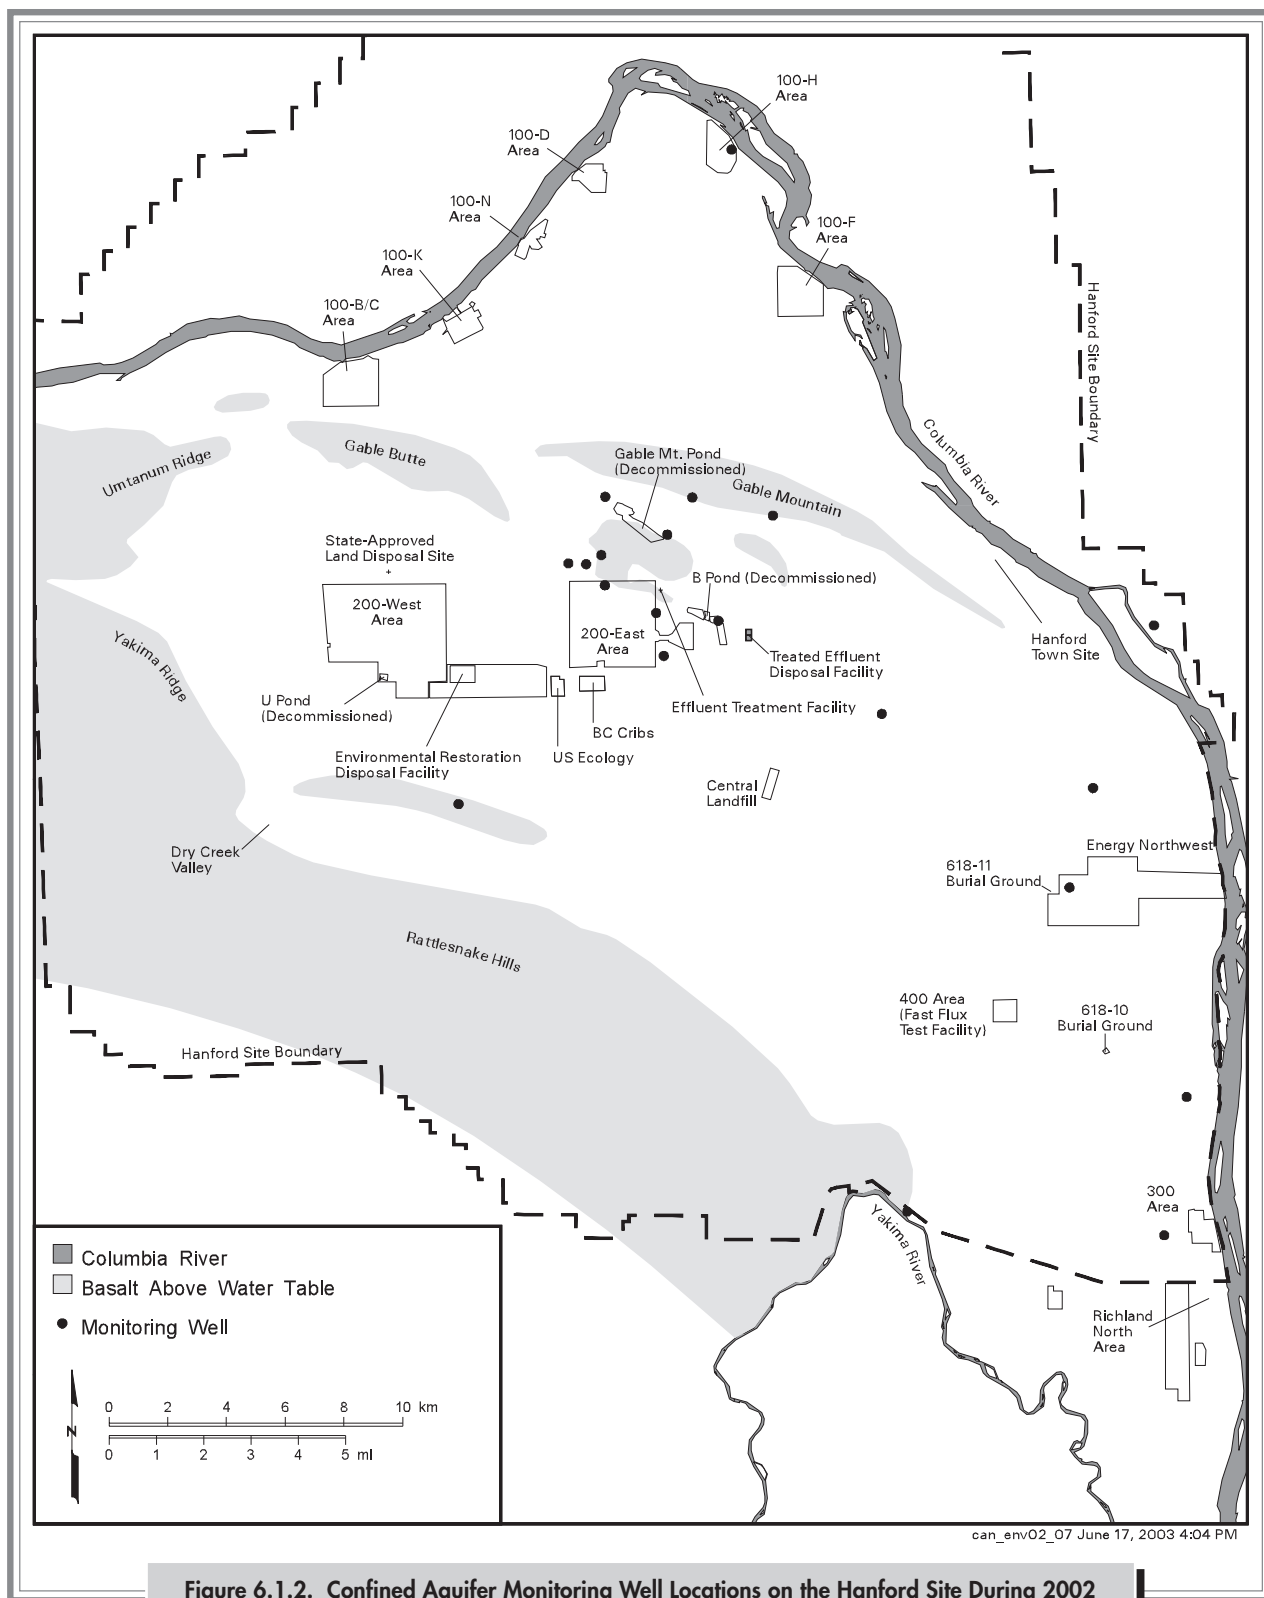 100-H
Area
100-D
Area
100-N
Area
100-F
Area
100-K
Area
100-B/C
Area
Hanford Site Boundary
Columbia River
Umtanum Ridge
Gable Butte
Gable Mt. Pond
(Decommissioned)
Gable Mountain
State-Approved
Land Disposal Site
B Pond (Decommissioned)
200-West
Area
200-East
Area
Hanford
Town Site
Yakima Ridge
Treated Effluent
Disposal Facility
U Pond
(Decommissioned)
Effluent Treatment Facility
BC Cribs
Environmental Restoration
Disposal Facility
US Ecology
Central
Landfill
Dry Creek
Valley
Energy Northwest
618-11
Burial Ground
Rattlesnake Hills
400 Area
(Fast Flux
Test Facility)
618-10
Burial Ground
Hanford Site Boundary
300
Area
Yakima River
Richland
North
Area
Columbia River
Basalt Above Water Table
Monitoring Well
N
0 2 4 6 8 10 km
0 1 2 3 4 5 mI
can_env02_07 June 17, 2003 4:04 PM
Figure 6.1.2. Confined Aquifer Monitoring Well Locations on the Hanford Site During 2002